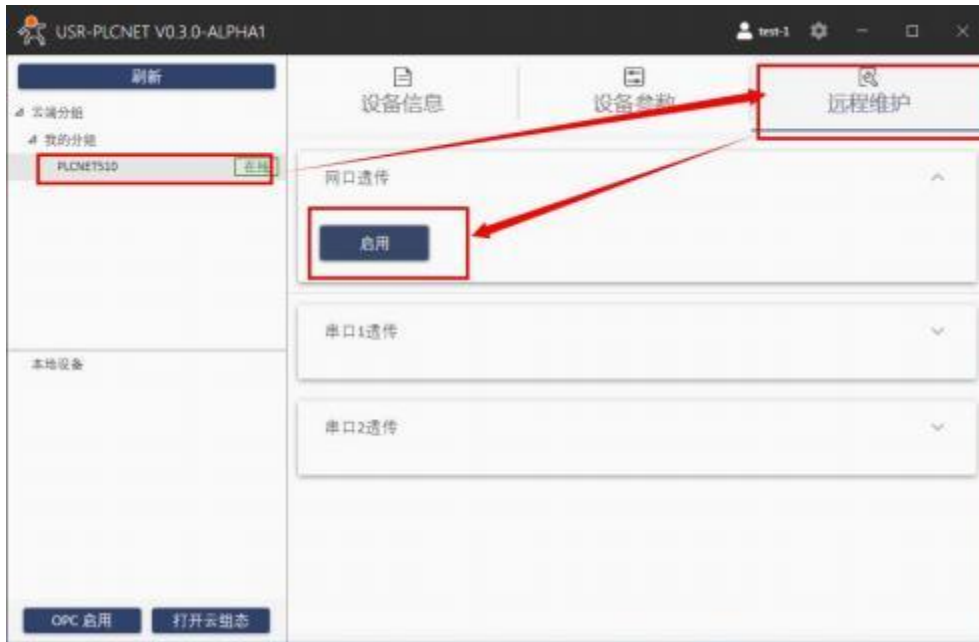 USR-PLCNET V0.3.0-ALPHA1
test-1
刷新
云端分组
我的分组
PLCNET510
在线
本地设备
OPC 启用
打开云组态
设备信息
设备参数
远程维护
网口透传
启用
串口1透传
串口2透传